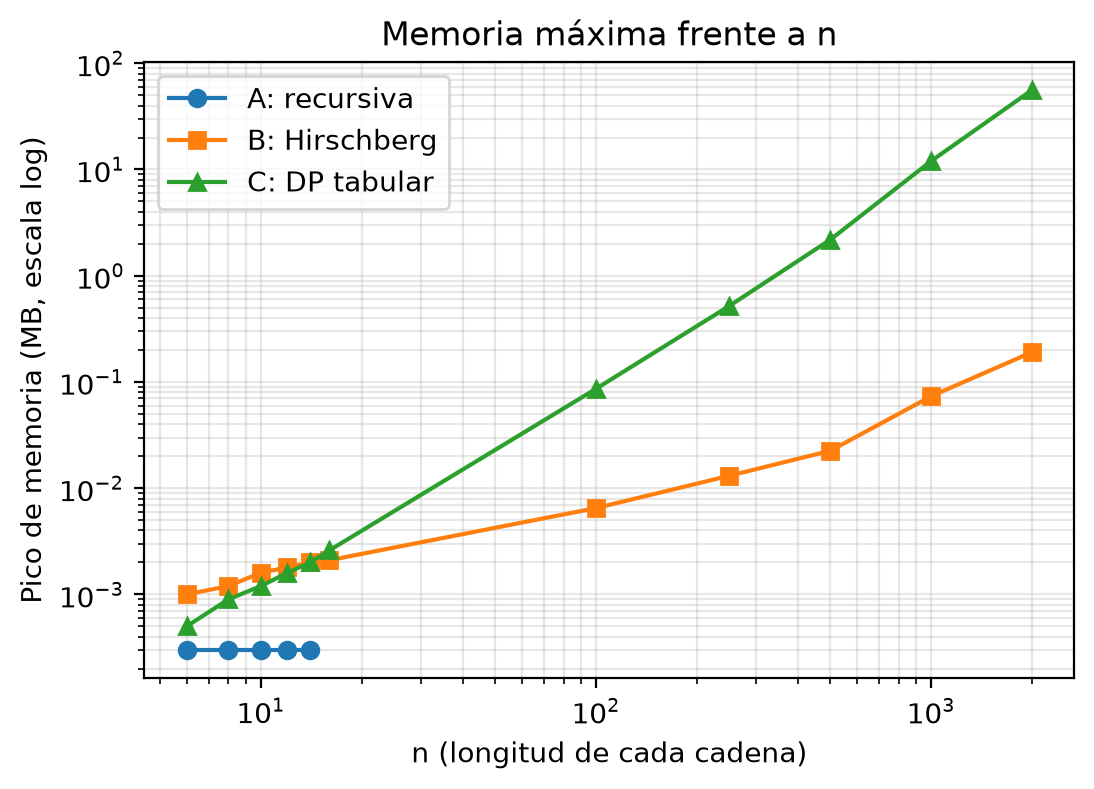 Memoria máxima frente a n
Pico de memoria (MB, escala log)
10²
10¹
10⁰
10⁻¹
10⁻²
10⁻³
A: recursiva
B: Hirschberg
C: DP tabular
10¹ 10² 10³
n (longitud de cada cadena)